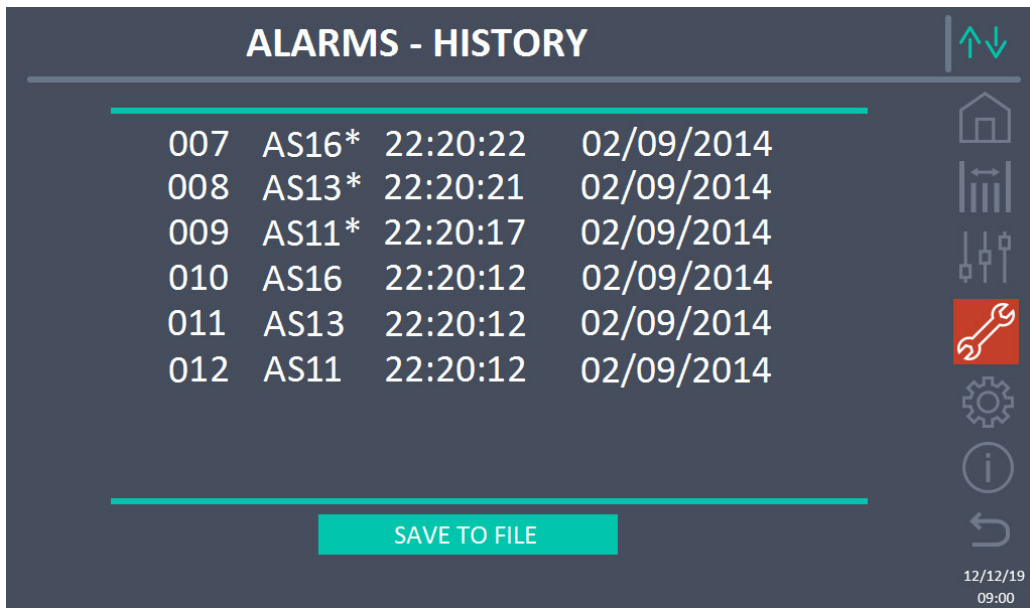 ALARMS - HISTORY
007 AS16* 22:20:22 02/09/2014
008 AS13* 22:20:21 02/09/2014
009 AS11* 22:20:17 02/09/2014
010 AS16 22:20:12 02/09/2014
011 AS13 22:20:12 02/09/2014
012 AS11 22:20:12 02/09/2014
SAVE TO FILE
12/12/19
09:00